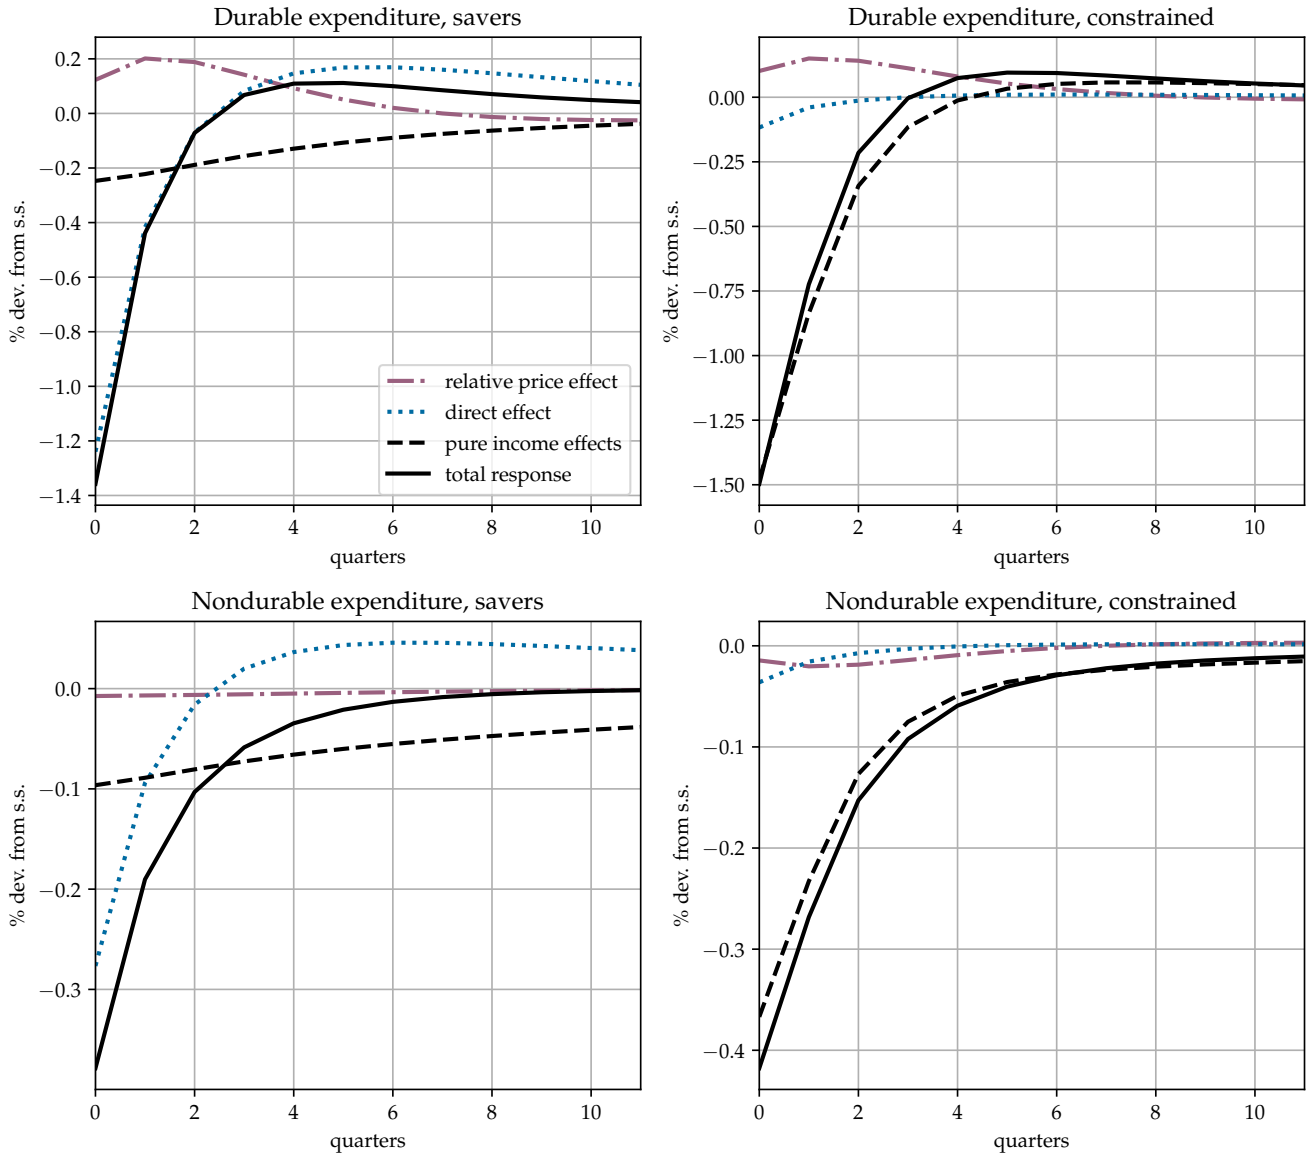 Durable expenditure, savers
0.2
0.0
−0.2
−0.4
−0.6
−0.8
−1.0
−1.2
−1.4
% dev. from s.s.
relative price effect
direct effect
pure income effects
total response
0 2 4 6 8 10
quarters
Durable expenditure, constrained
0.00
−0.25
−0.50
−0.75
−1.00
−1.25
−1.50
% dev. from s.s.
0 2 4 6 8 10
quarters
Nondurable expenditure, savers
0.0
−0.1
−0.2
−0.3
% dev. from s.s.
0 2 4 6 8 10
quarters
Nondurable expenditure, constrained
0.0
−0.1
−0.2
−0.3
−0.4
% dev. from s.s.
0 2 4 6 8 10
quarters